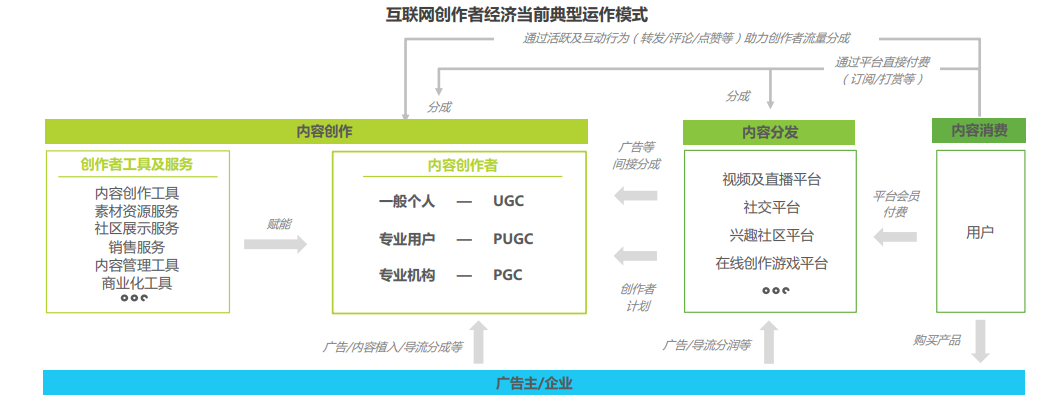 互联网创作者经济当前典型运作模式
通过活跃及互动行为（转发/评论/点赞等）助力创作者流量分成
通过平台直接付费
（订阅/打赏等）
分成
分成
内容创作
内容分发
内容消费
创作者工具及服务
内容创作工具
素材资源服务
社区展示服务
销售服务
内容管理工具
商业化工具
赋能
内容创作者
一般个人 — UGC
专业用户 — PUGC
专业机构 — PGC
广告等
间接分成
创作者
计划
视频及直播平台
社交平台
兴趣社区平台
在线创作游戏平台
平台会员
付费
用户
广告/内容植入/导流分成等
广告/导流分润等
购买产品
广告主/企业